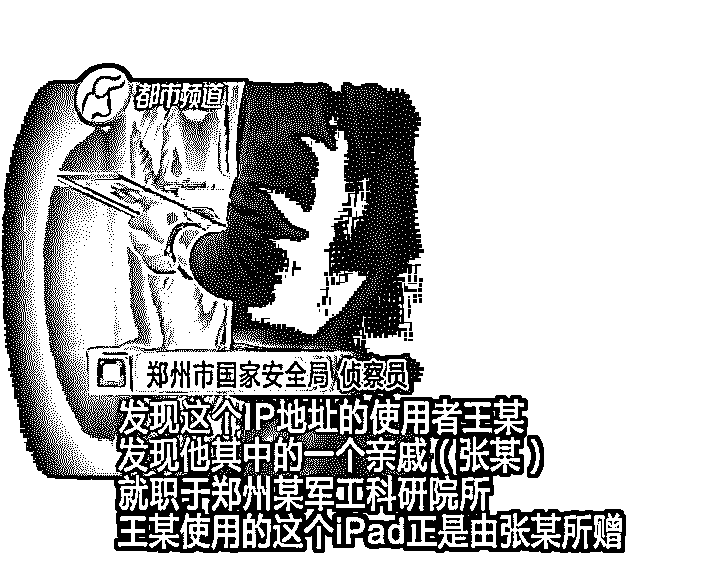 都市频道
郑州市国家安全局 侦察员
发现这个IP地址的使用者王某
发现他其中的一个亲戚（张某）
就职于郑州某军工科研院所
王某使用的这个iPad正是由张某所赠